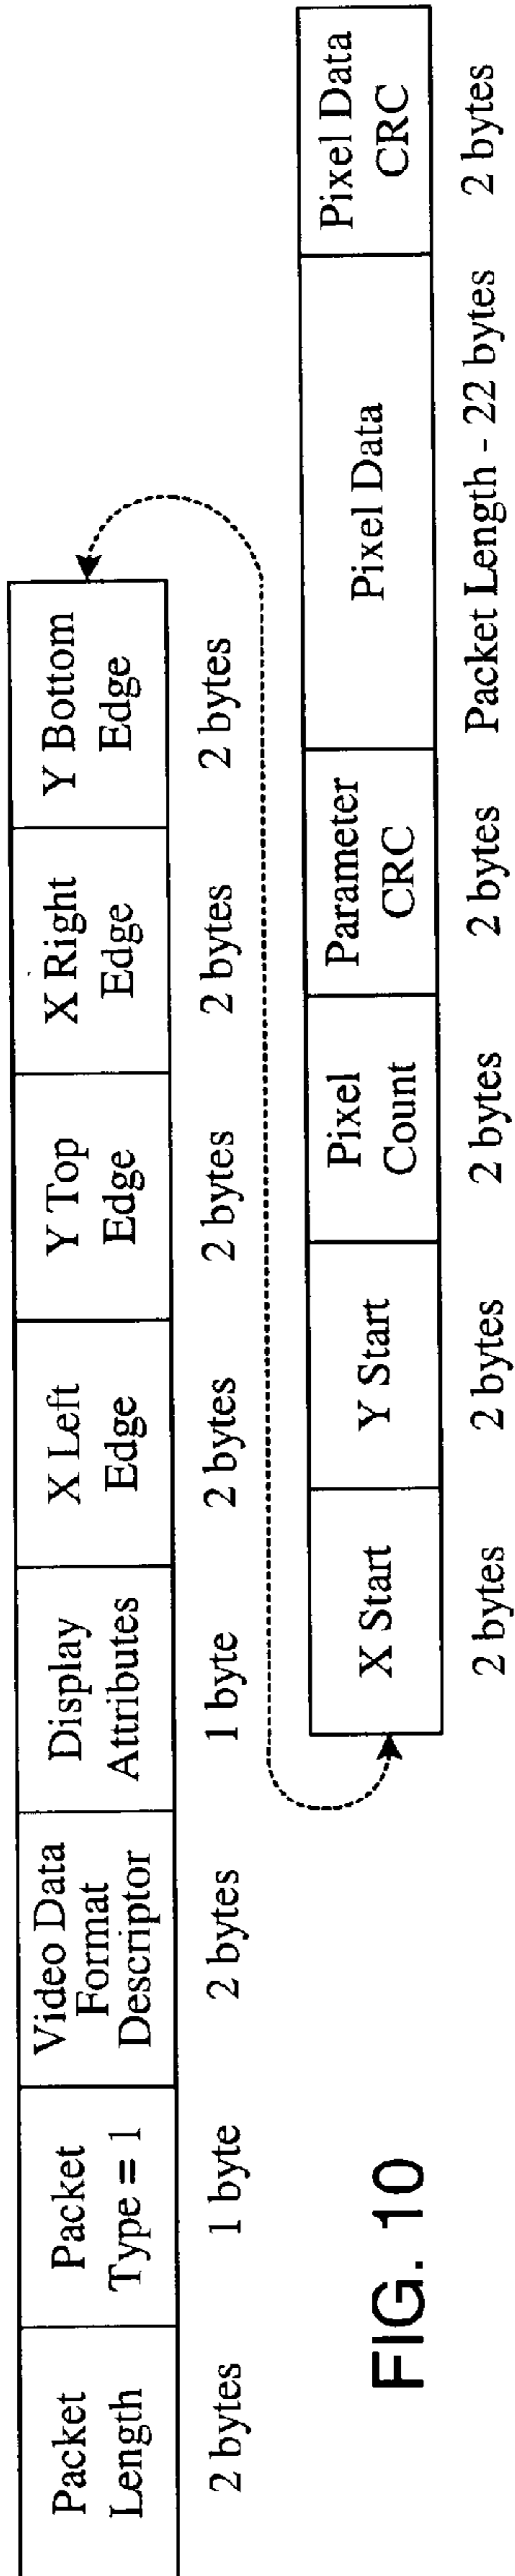 Packet
Length
2 bytes
Packet
Type = 1
1 byte
Video Data
Format
Descriptor
2 bytes
Display
Attributes
1 byte
X Left
Edge
2 bytes
Y Top
Edge
2 bytes
X Right
Edge
2 bytes
Y Bottom
Edge
2 bytes
X Start
2 bytes
Y Start
2 bytes
Pixel
Count
2 bytes
Parameter
CRC
2 bytes
Pixel Data
Packet Length - 22 bytes
Pixel Data
CRC
2 bytes
FIG. 10